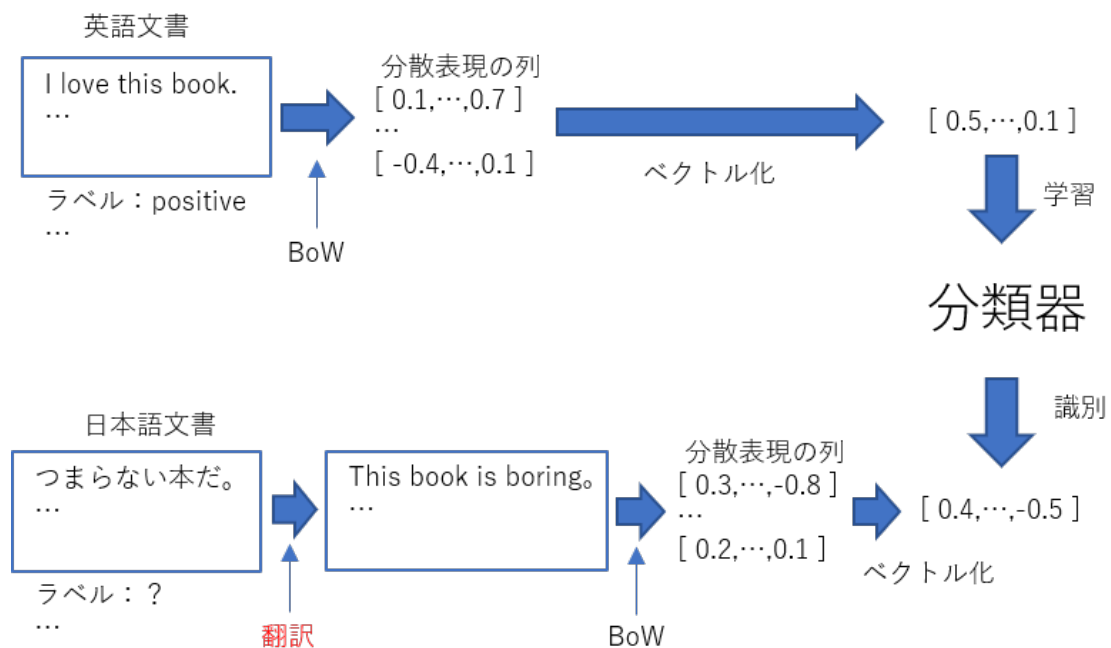 英語文書
I love this book.
…
ラベル：positive
…
BoW
分散表現の列
[ 0.1,…,0.7 ]
…
[ -0.4,…,0.1 ]
ベクトル化
[ 0.5,…,0.1 ]
学習
分類器
識別
日本語文書
つまらない本だ。
…
ラベル：？
…
翻訳
This book is boring。
…
BoW
分散表現の列
[ 0.3,…,-0.8 ]
…
[ 0.2,…,0.1 ]
ベクトル化
[ 0.4,…,-0.5 ]